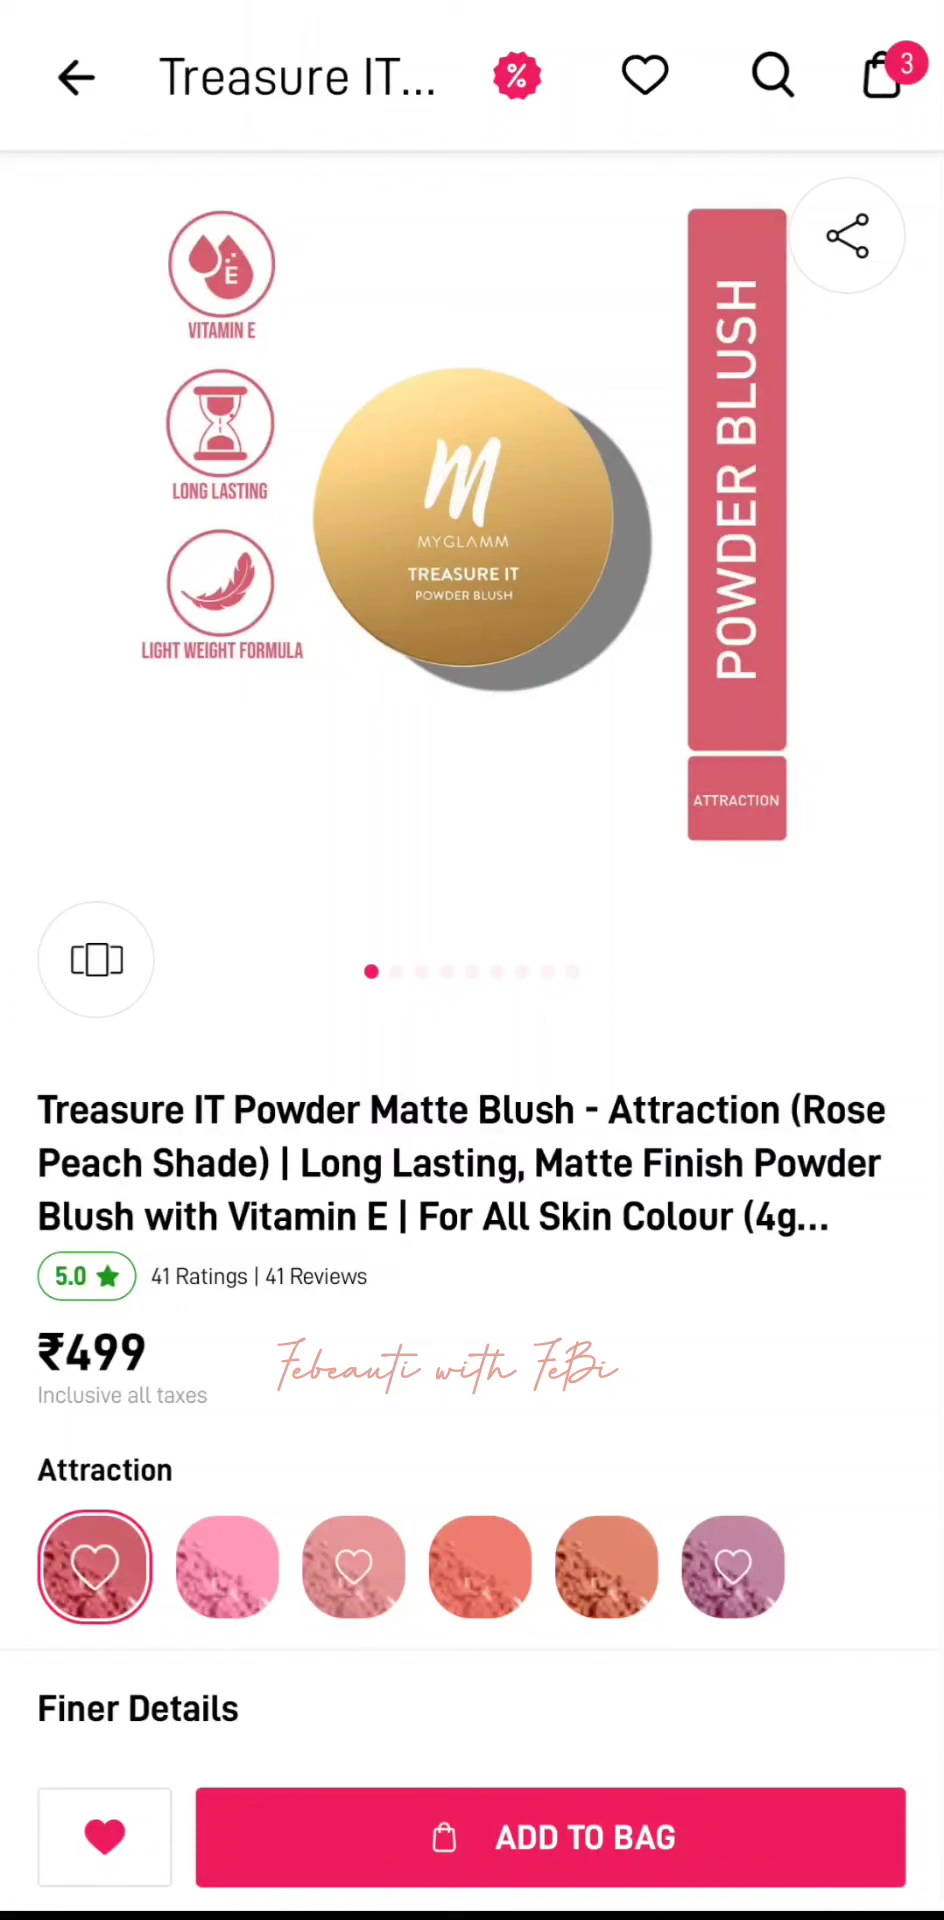 Treasure IT...
%
3
E
VITAMIN E
LONG LASTING
LIGHT WEIGHT FORMULA
M
MYGLAMM
TREASURE IT
POWDER BLUSH
POWDER BLUSH
ATTRACTION
Treasure IT Powder Matte Blush - Attraction (Rose
Peach Shade) | Long Lasting, Matte Finish Powder
Blush with Vitamin E | For All Skin Colour (4g...
5.0 ★ 41 Ratings | 41 Reviews
₹499
Inclusive all taxes
Febeauti with FeBi
Attraction
Finer Details
ADD TO BAG